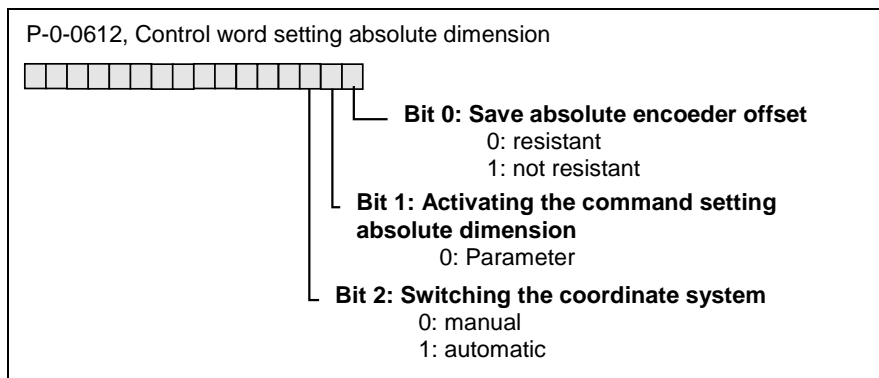 P-0-0612, Control word setting absolute dimension
Bit 0: Save absolute encoeder offset
0: resistant
1: not resistant
Bit 1: Activating the command setting
absolute dimension
0: Parameter
Bit 2: Switching the coordinate system
0: manual
1: automatic